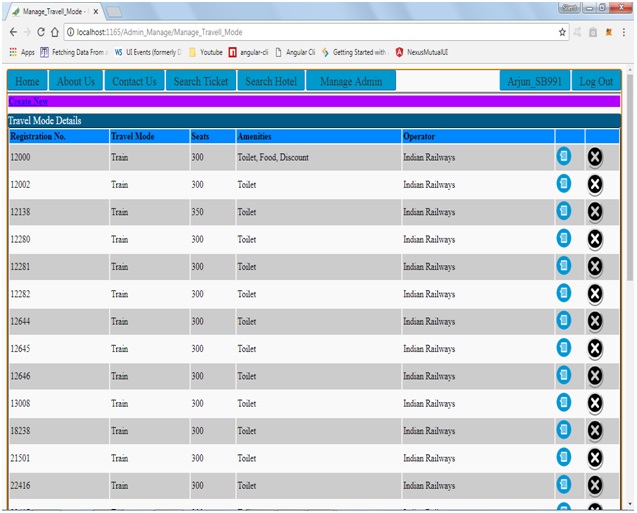 Silent
Manage_Travell_Mode -
localhost:1165/Admin_Manage/Manage_Travell_Mode
Apps Fetching Data From UI Events (formerly D Youtube angular-cli Angular Cli Getting Started with NexusMutualUI
Home About Us Contact Us Search Ticket Search Hotel Manage Admin Arjun_SB991 Log Out
Create New
Travel Mode Details
Registration No. Travel Mode Seats Amenities Operator
12000 Train 300 Toilet, Food, Discount Indian Railways
12002 Train 300 Toilet Indian Railways
12138 Train 350 Toilet Indian Railways
12280 Train 300 Toilet Indian Railways
12281 Train 300 Toilet Indian Railways
12282 Train 300 Toilet Indian Railways
12644 Train 300 Toilet Indian Railways
12645 Train 300 Toilet Indian Railways
12646 Train 300 Toilet Indian Railways
13008 Train 300 Toilet Indian Railways
18238 Train 300 Toilet Indian Railways
21501 Train 300 Toilet Indian Railways
22416 Train 300 Toilet Indian Railways